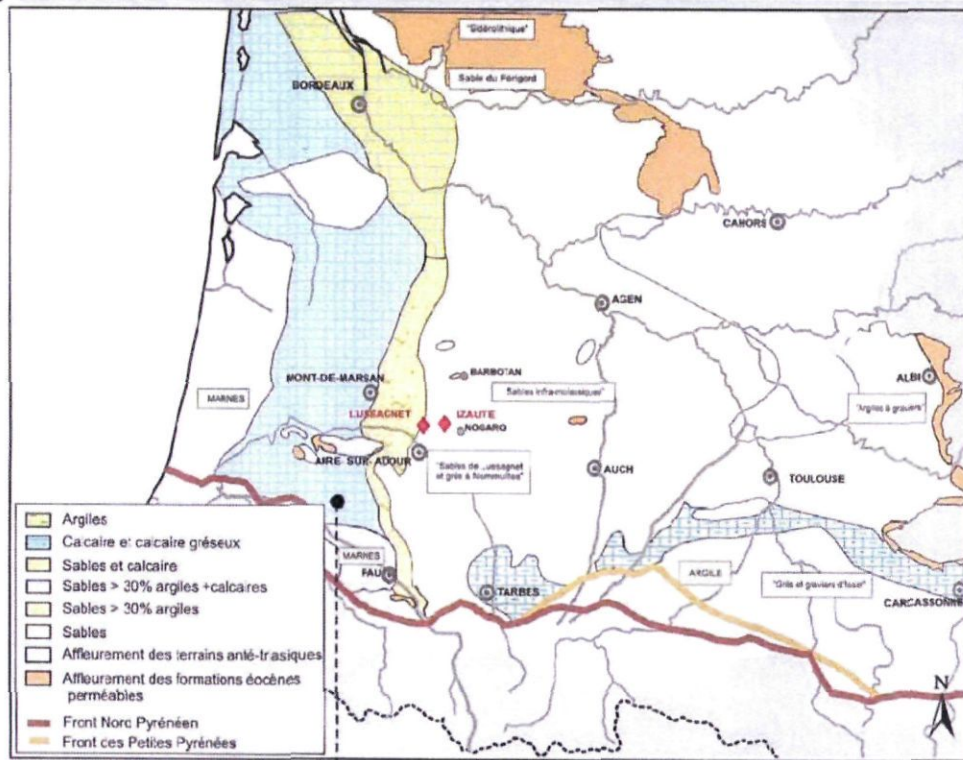 "Sidérolithique"
Sable du Périgord
BORDEAUX
CAHORS
AGEN
MONT-DE-MARSAN
BARBOTAN
ALBI
MARNES
"Sables infra-molassiques"
"Argiles à graviers"
LUSSAGNET
IZAUTE
NOGARO
AIRE-SUR-ADOUR
"Sables de Lussagnet
et grès à Nummulites"
AUCH
TOULOUSE
MARNES
PAU
TARBES
ARGILE
"Grès et graviers d'Issel"
CARCASSONNE
N
Argiles
Calcaire et calcaire gréseux
Sables et calcaire
Sables > 30% argiles +calcaires
Sables > 30% argiles
Sables
Affleurement des terrains anté-triasiques
Affleurement des formations éocènes
perméables
Front Nord Pyrénéen
Front des Petites Pyrénées